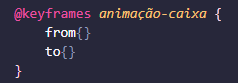 @keyframes animação-caixa {
    from{}
    to{}
}